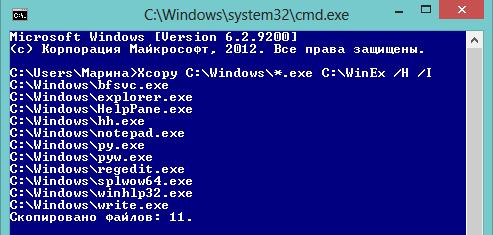 C:\Windows\system32\cmd.exe
Microsoft Windows [Version 6.2.9200]
(c) Корпорация Майкрософт, 2012. Все права защищены.
C:\Users\Марина>Xcopy C:\Windows\*.exe C:\WinEx /H /I
C:\Windows\bfsvc.exe
C:\Windows\explorer.exe
C:\Windows\HelpPane.exe
C:\Windows\hh.exe
C:\Windows\notepad.exe
C:\Windows\py.exe
C:\Windows\pyw.exe
C:\Windows\regedit.exe
C:\Windows\splwow64.exe
C:\Windows\winhlp32.exe
C:\Windows\write.exe
Скопировано файлов: 11.